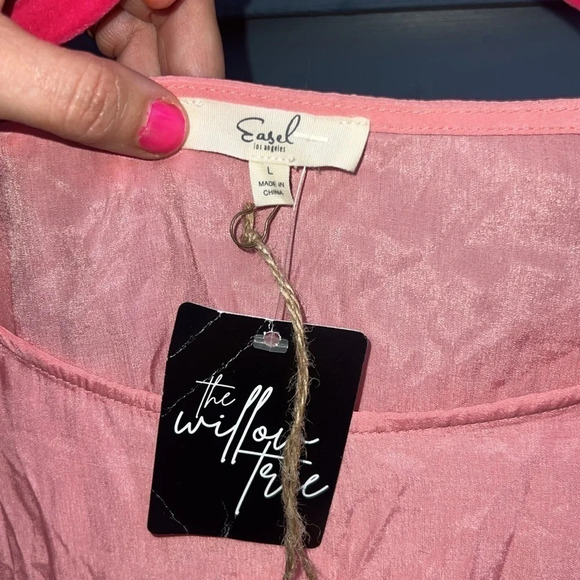 Easel
los angeles
L
MADE IN
CHINA
the
willow
tree